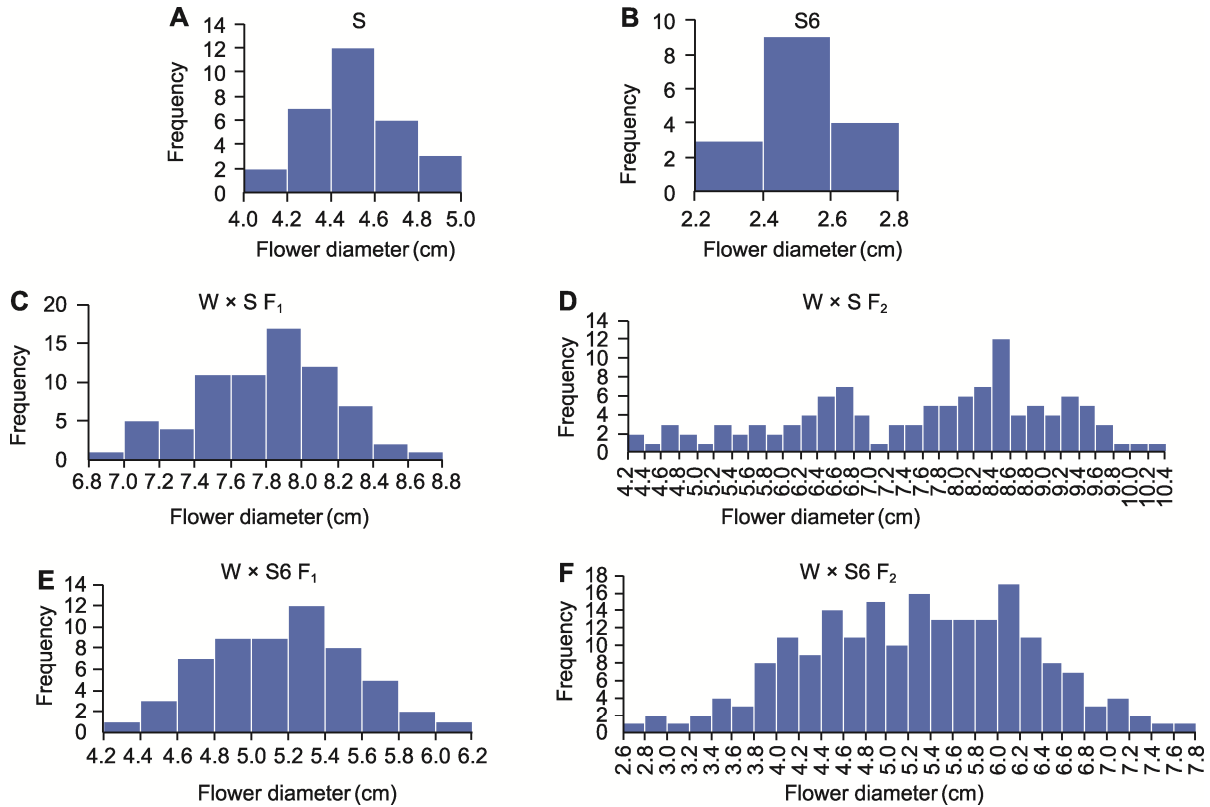 A
S
14
12
10
8
6
4
2
0
Frequency
4.0 4.2 4.4 4.6 4.8 5.0
Flower diameter (cm)
B
S6
10
8
6
4
2
0
Frequency
2.2 2.4 2.6 2.8
Flower diameter (cm)
C
W × S F₁
20
15
10
5
0
Frequency
6.8 7.0 7.2 7.4 7.6 7.8 8.0 8.2 8.4 8.6 8.8
Flower diameter (cm)
D
W × S F₂
14
12
10
8
6
4
2
0
Frequency
4.2 4.4 4.6 4.8 5.0 5.2 5.4 5.6 5.8 6.0 6.2 6.4 6.6 6.8 7.0 7.2 7.4 7.6 7.8 8.0 8.2 8.4 8.6 8.8 9.0 9.2 9.4 9.6 9.8 10.0 10.2 10.4
Flower diameter (cm)
E
W × S6 F₁
14
12
10
8
6
4
2
0
Frequency
4.2 4.4 4.6 4.8 5.0 5.2 5.4 5.6 5.8 6.0 6.2
Flower diameter (cm)
F
W × S6 F₂
18
16
14
12
10
8
6
4
2
0
Frequency
2.6 2.8 3.0 3.2 3.4 3.6 3.8 4.0 4.2 4.4 4.6 4.8 5.0 5.2 5.4 5.6 5.8 6.0 6.2 6.4 6.6 6.8 7.0 7.2 7.4 7.6 7.8
Flower diameter (cm)